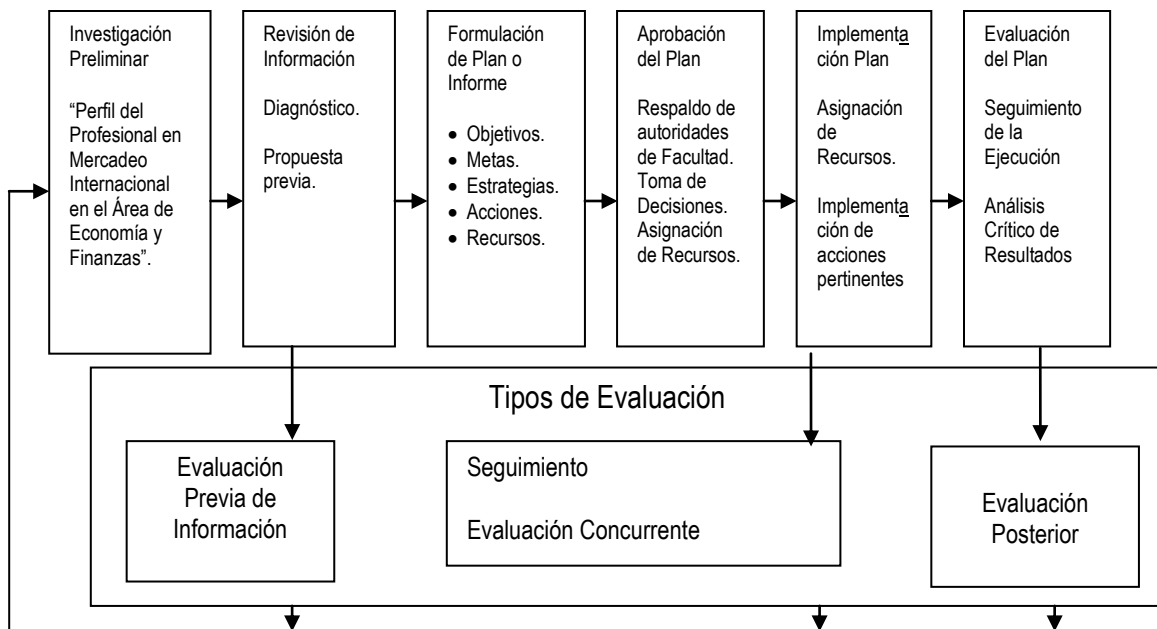 Investigación
Preliminar
“Perfil del
Profesional en
Mercadeo
Internacional
en el Área de
Economía y
Finanzas”.
Revisión de
Información
Diagnóstico.
Propuesta
previa.
Formulación
de Plan o
Informe
• Objetivos.
• Metas.
• Estrategias.
• Acciones.
• Recursos.
Aprobación
del Plan
Respaldo de
autoridades
de Facultad.
Toma de
Decisiones.
Asignación
de Recursos.
Implementa
ción Plan
Asignación
de
Recursos.
Implementa
ción de
acciones
pertinentes
Evaluación
del Plan
Seguimiento
de la
Ejecución
Análisis
Crítico de
Resultados
Tipos de Evaluación
Evaluación
Previa de
Información
Seguimiento
Evaluación Concurrente
Evaluación
Posterior